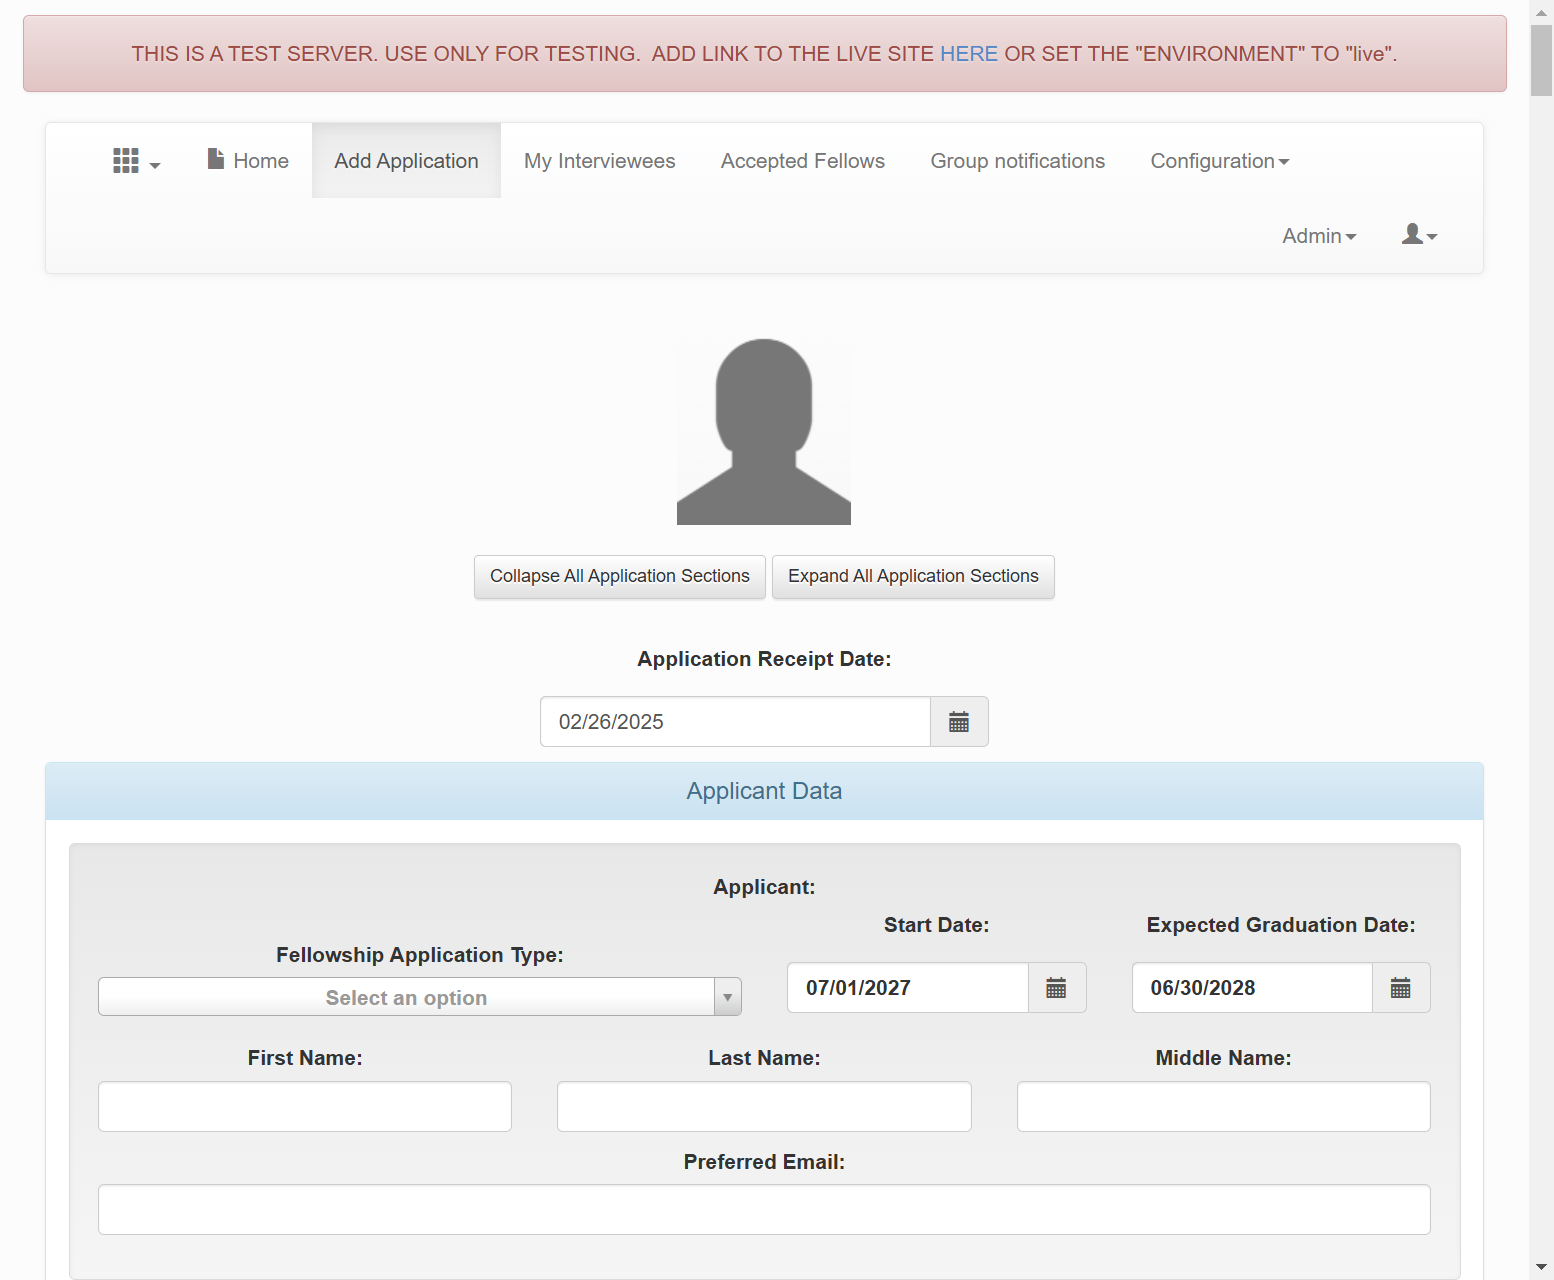 THIS IS A TEST SERVER. USE ONLY FOR TESTING.  ADD LINK TO THE LIVE SITE HERE OR SET THE "ENVIRONMENT" TO "live".
Home
Add Application
My Interviewees
Accepted Fellows
Group notifications
Configuration
Admin
Collapse All Application Sections
Expand All Application Sections
Application Receipt Date:
02/26/2025
Applicant Data
Applicant:
Fellowship Application Type:
Select an option
Start Date:
07/01/2027
Expected Graduation Date:
06/30/2028
First Name:
Last Name:
Middle Name:
Preferred Email: